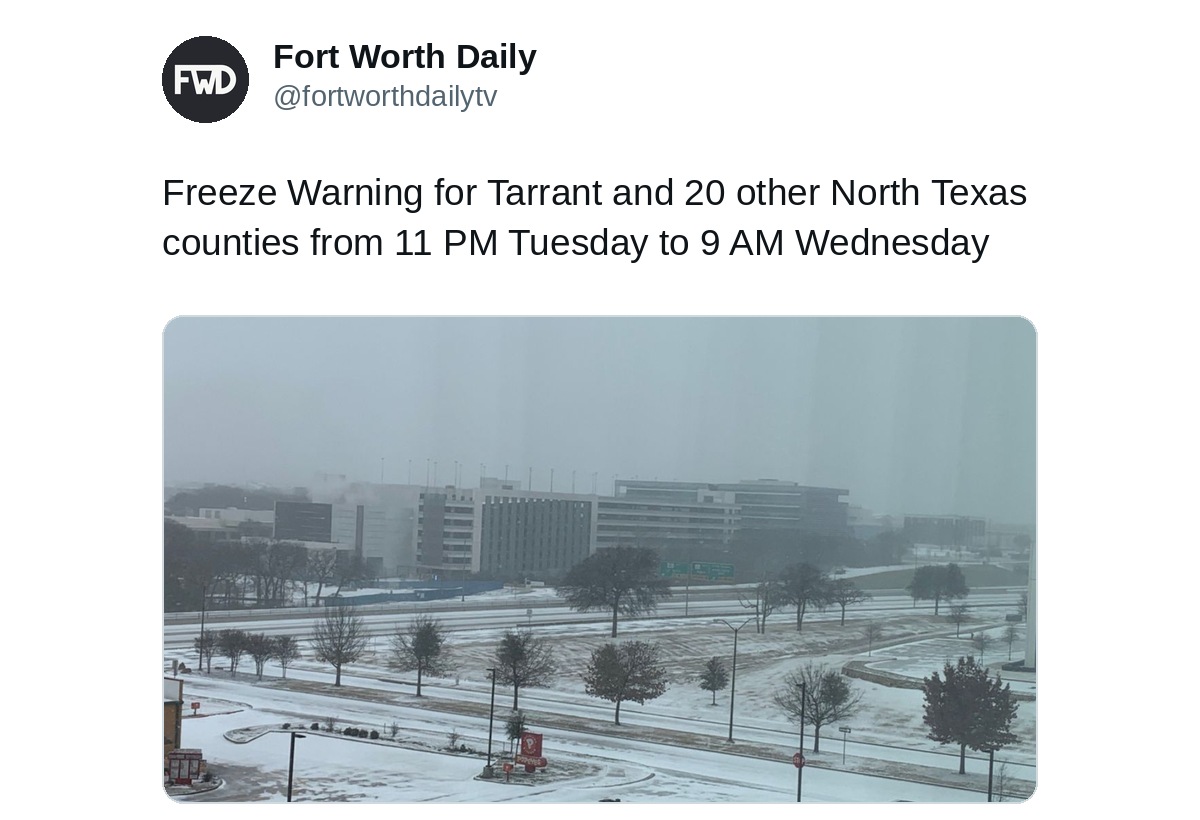 FWD
Fort Worth Daily
@fortworthdailytv
Freeze Warning for Tarrant and 20 other North Texas
counties from 11 PM Tuesday to 9 AM Wednesday